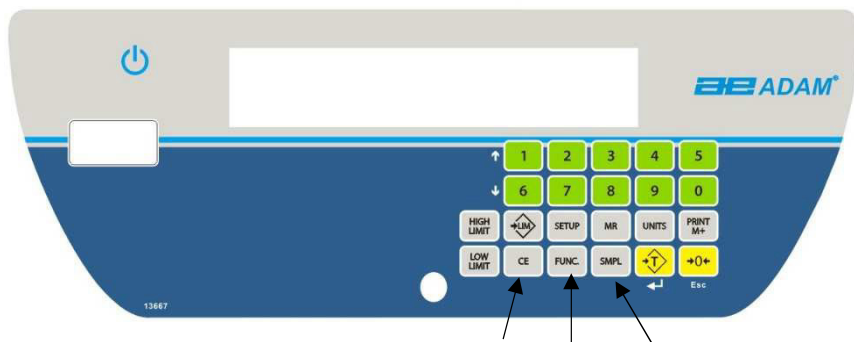 ae ADAM®
↑ 1 2 3 4 5
↓ 6 7 8 9 0
HIGH LIMIT →LIM SETUP MR UNITS PRINT M+
LOW LIMIT CE FUNC. SMPL →T →0←
Esc
13667